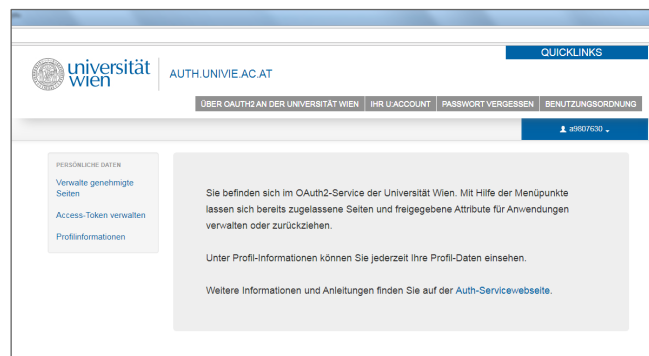 QUICKLINKS
universität
wien
AUTH.UNIVIE.AC.AT
ÜBER OAUTH2 AN DER UNIVERSITÄT WIEN IHR U:ACCOUNT PASSWORT VERGESSEN BENUTZUNGSORDNUNG
a9807630
PERSÖNLICHE DATEN
Verwalte genehmigte
Seiten
Access-Token verwalten
Profilinformationen
Sie befinden sich im OAuth2-Service der Universität Wien. Mit Hilfe der Menüpunkte
lassen sich bereits zugelassene Seiten und freigegebene Attribute für Anwendungen
verwalten oder zurückziehen.
Unter Profil-Informationen können Sie jederzeit Ihre Profil-Daten einsehen.
Weitere Informationen und Anleitungen finden Sie auf der Auth-Servicewebseite.